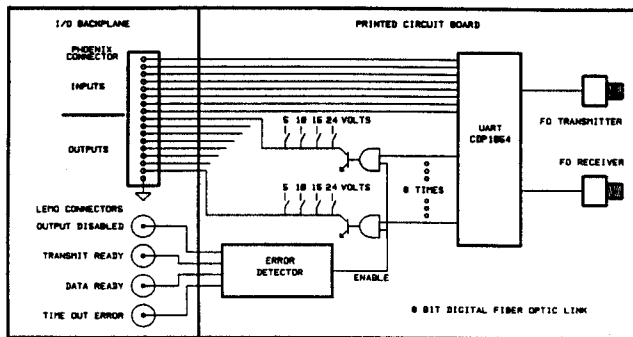 I/O BACKPLANE
PRINTED CIRCUIT BOARD
PHOENIX
CONNECTOR
INPUTS
OUTPUTS
5 10 15 24 VOLTS
5 10 15 24 VOLTS
8 TIMES
UART
CDP1854
FO TRANSMITTER
FO RECEIVER
LEMO CONNECTORS
OUTPUT DISABLED
TRANSMIT READY
DATA READY
TIME OUT ERROR
ERROR
DETECTOR
ENABLE
8 BIT DIGITAL FIBER OPTIC LINK